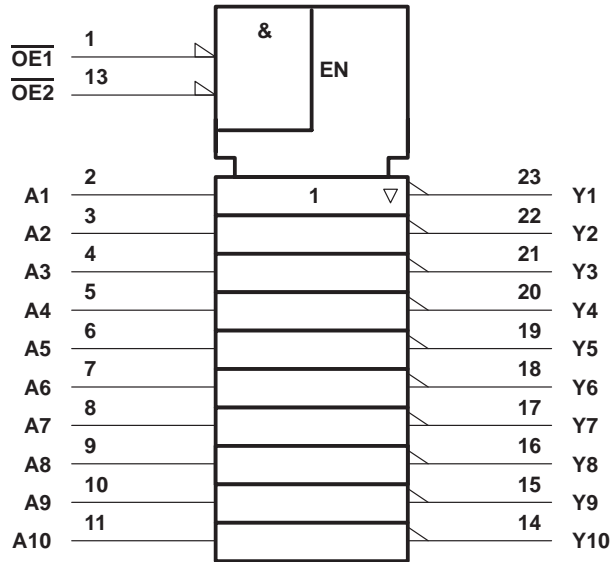 &
O̅E̅1̅ 1
EN
O̅E̅2̅ 13
A1 2 1 ▽ 23 Y1
A2 3 22 Y2
A3 4 21 Y3
A4 5 20 Y4
A5 6 19 Y5
A6 7 18 Y6
A7 8 17 Y7
A8 9 16 Y8
A9 10 15 Y9
A10 11 14 Y10